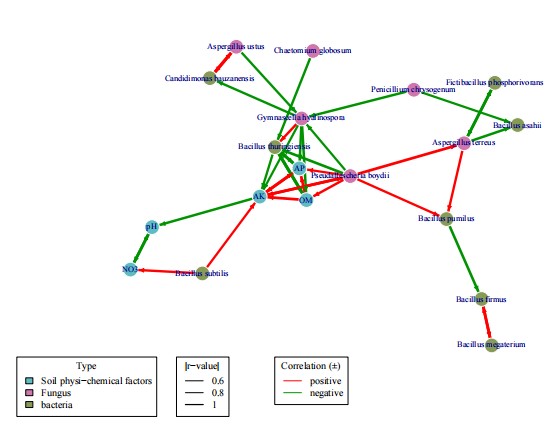 Aspergillus ustus
Chaetomium globosum
Candidimonas bauzanensis
Fictibacillus phosphorivorans
Penicillium chrysogenum
Gymnascella hyalinospora
Bacillus asahii
Bacillus thuringiensis
Aspergillus terreus
AP
Pseudallescheria boydii
AK
OM
Bacillus pumilus
pH
NO3
Bacillus subtilis
Bacillus firmus
Bacillus megaterium
Type
Soil physi-chemical factors
Fungus
bacteria
|r-value|
0.6
0.8
1
Correlation (±)
positive
negative